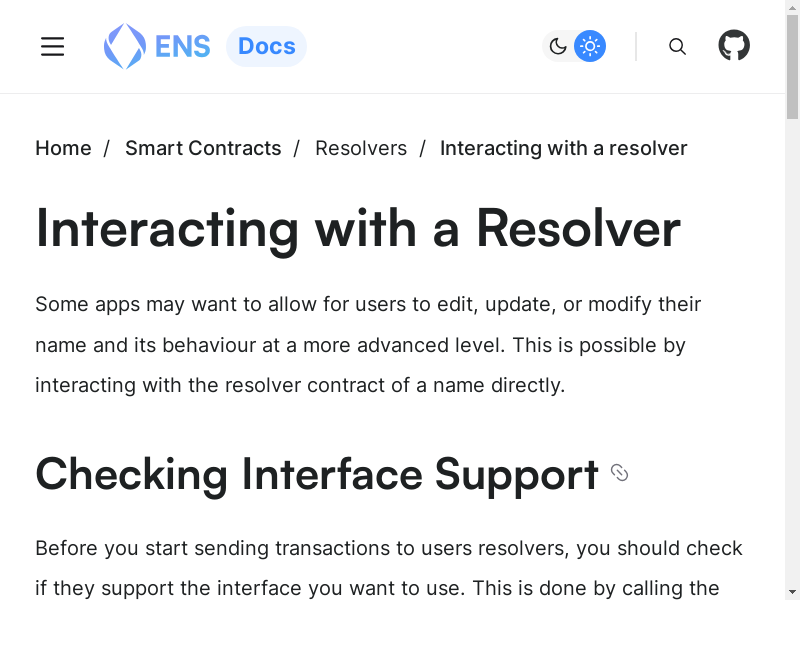 ENS Docs
Home / Smart Contracts / Resolvers / Interacting with a resolver
Interacting with a Resolver
Some apps may want to allow for users to edit, update, or modify their
name and its behaviour at a more advanced level. This is possible by
interacting with the resolver contract of a name directly.
Checking Interface Support
Before you start sending transactions to users resolvers, you should check
if they support the interface you want to use. This is done by calling the